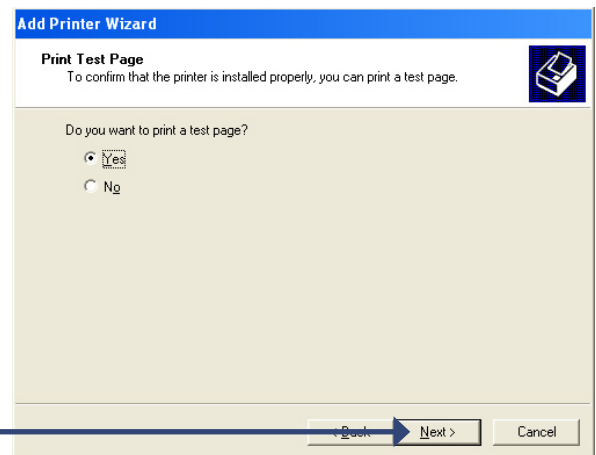 Add Printer Wizard
Print Test Page
To confirm that the printer is installed properly, you can print a test page.
Do you want to print a test page?
Yes
No
< Back Next > Cancel